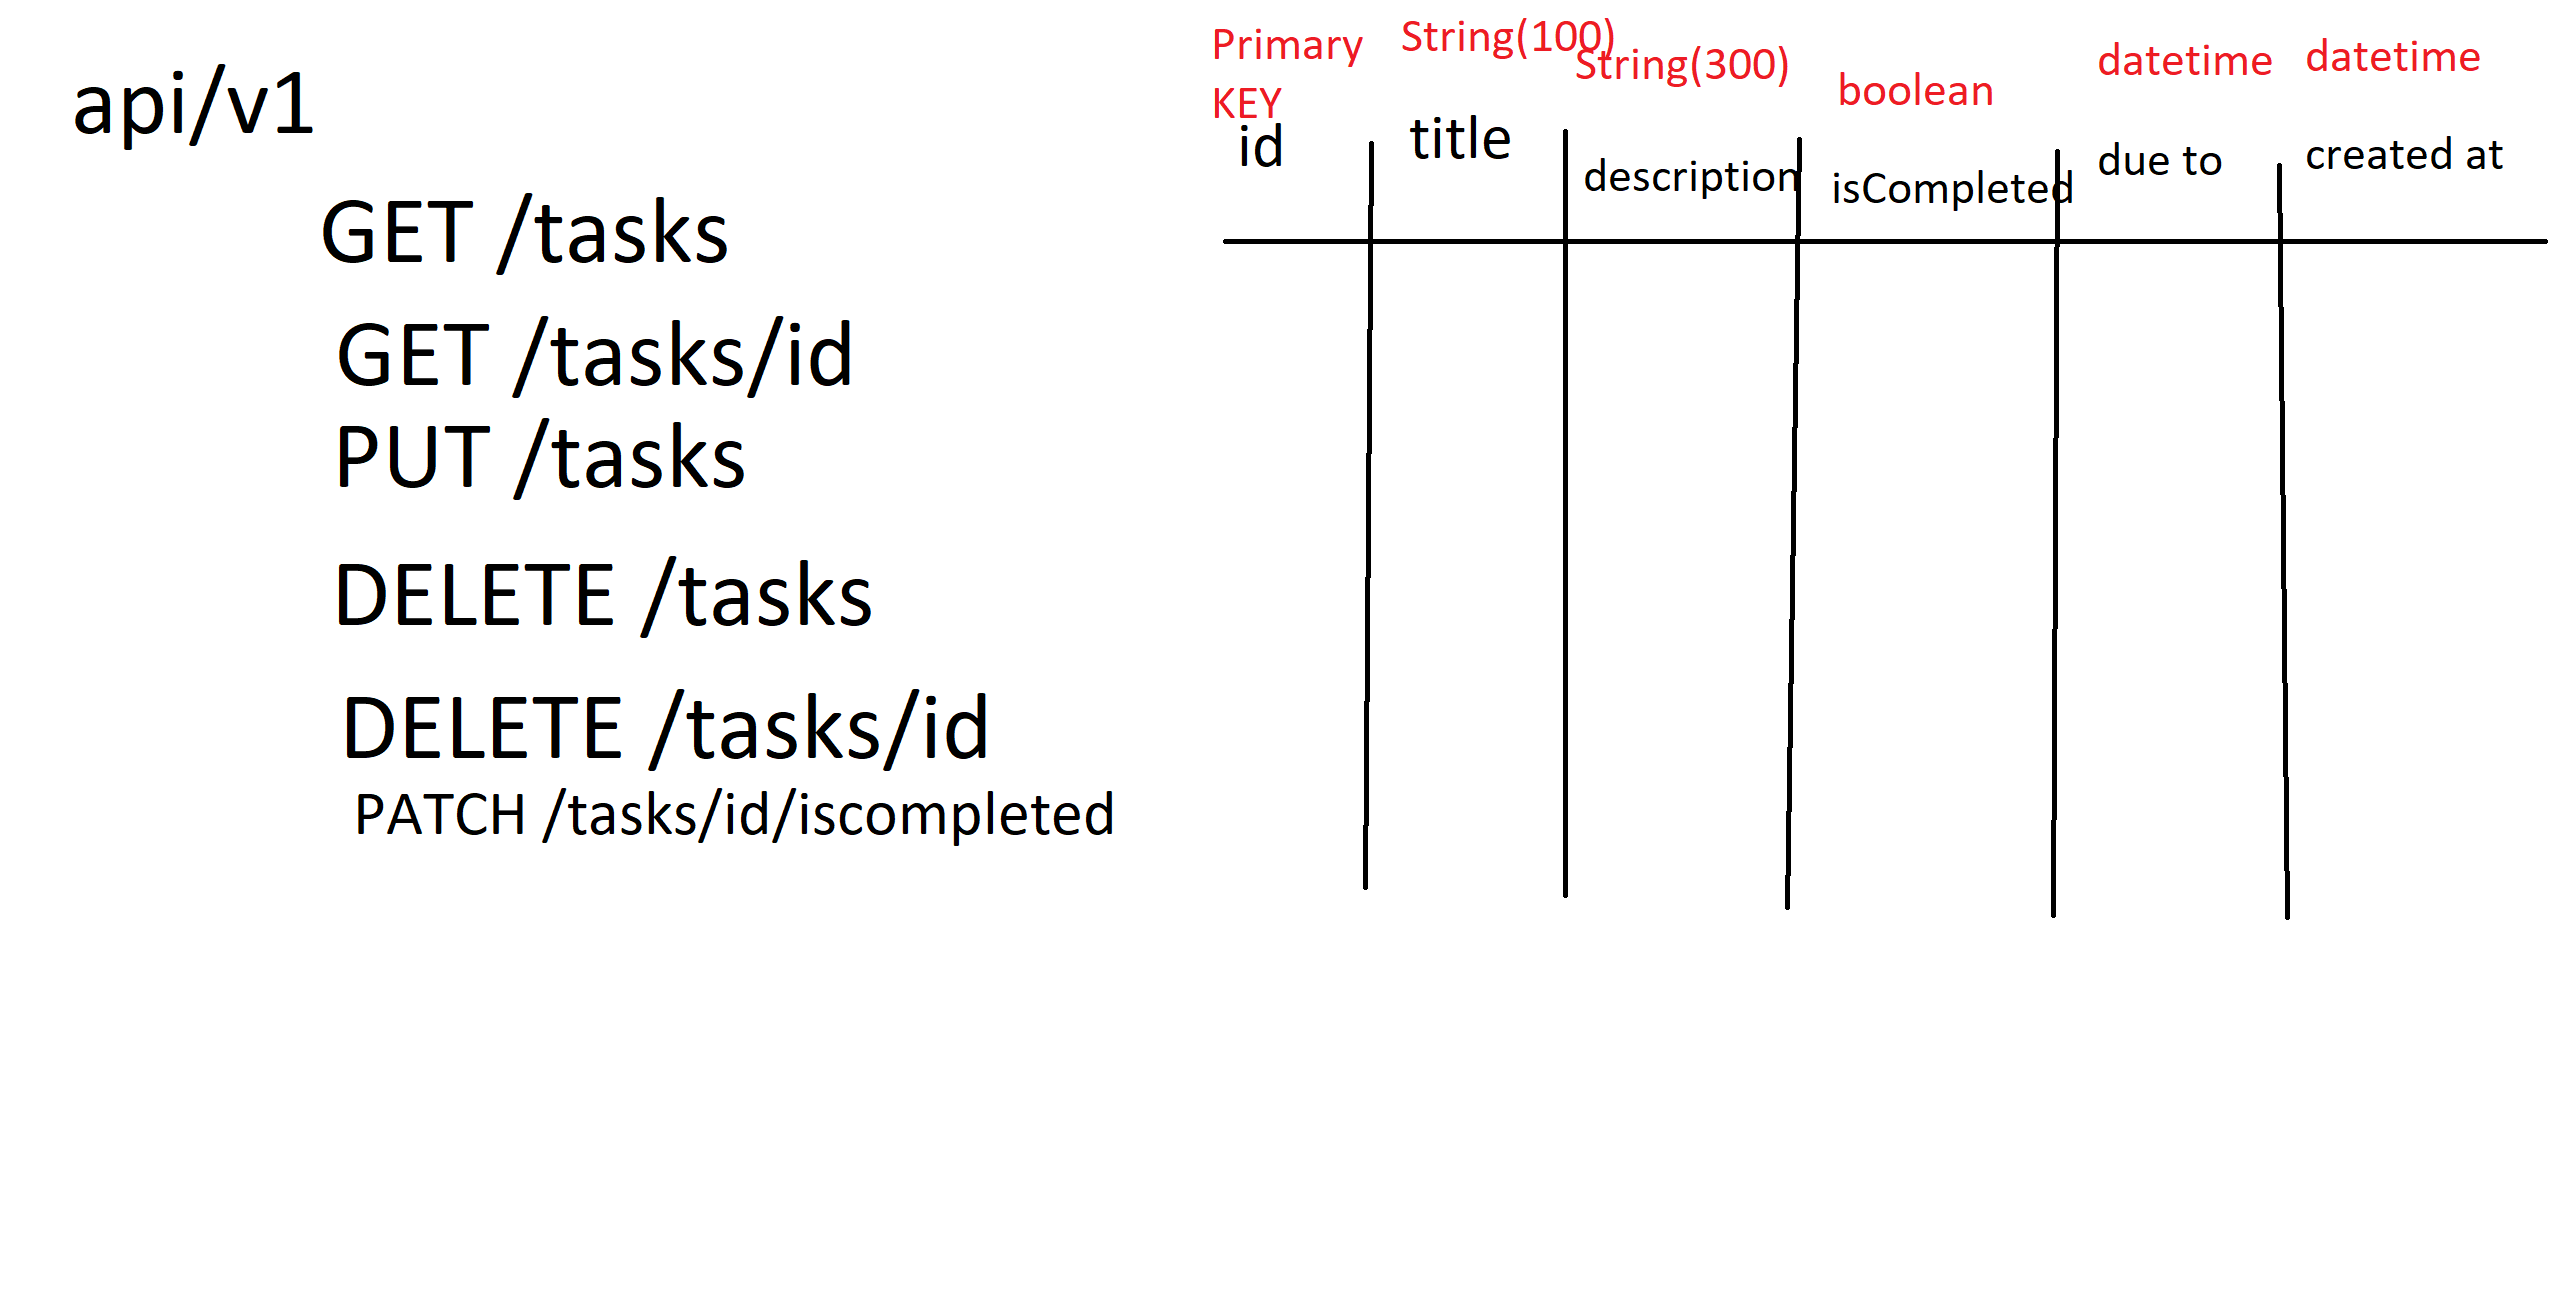 api/v1
GET /tasks
GET /tasks/id
PUT /tasks
DELETE /tasks
DELETE /tasks/id
PATCH /tasks/id/iscompleted
Primary
KEY
id
String(100)
title
String(300)
description
boolean
isCompleted
datetime
due to
datetime
created at